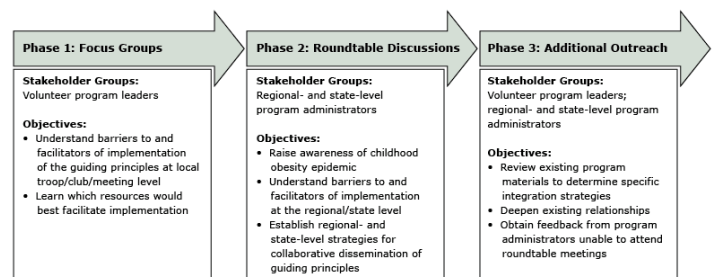 Phase 1: Focus Groups
Stakeholder Groups:
Volunteer program leaders
Objectives:
• Understand barriers to and
facilitators of implementation
of the guiding principles at local
troop/club/meeting level
• Learn which resources would
best facilitate implementation
Phase 2: Roundtable Discussions
Stakeholder Groups:
Regional- and state-level
program administrators
Objectives:
• Raise awareness of childhood
obesity epidemic
• Understand barriers to and
facilitators of implementation
at the regional/state level
• Establish regional- and
state-level strategies for
collaborative dissemination of
guiding principles
Phase 3: Additional Outreach
Stakeholder Groups:
Volunteer program leaders;
regional- and state-level program
administrators
Objectives:
• Review existing program
materials to determine specific
integration strategies
• Deepen existing relationships
• Obtain feedback from program
administrators unable to attend
roundtable meetings